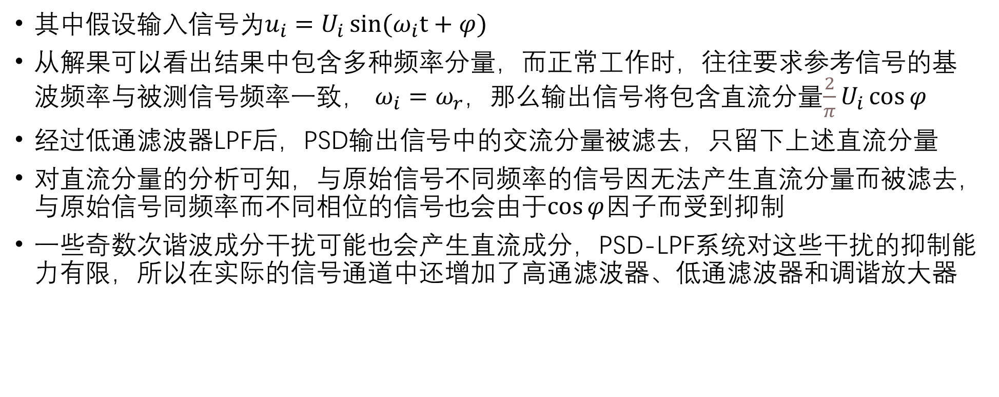 • 其中假设输入信号为u_i = U_i sin(ω_i t + φ)
• 从解果可以看出结果中包含多种频率分量，而正常工作时，往往要求参考信号的基
波频率与被测信号频率一致， ω_i = ω_r，那么输出信号将包含直流分量\frac{2}{π} U_i cos φ
• 经过低通滤波器LPF后，PSD输出信号中的交流分量被滤去，只留下上述直流分量
• 对直流分量的分析可知，与原始信号不同频率的信号因无法产生直流分量而被滤去，
与原始信号同频率而不同相位的信号也会由于cos φ因子而受到抑制
• 一些奇数次谐波成分干扰可能也会产生直流成分，PSD-LPF系统对这些干扰的抑制能
力有限，所以在实际的信号通道中还增加了高通滤波器、低通滤波器和调谐放大器